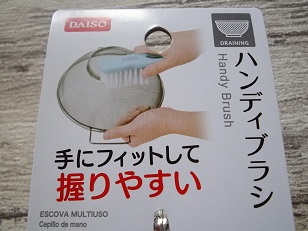 DAISO
DRAINING
ハンディブラシ
Handy Brush
手にフィットして
握りやすい
ESCOVA MULTIUSO
Cepillo de mano